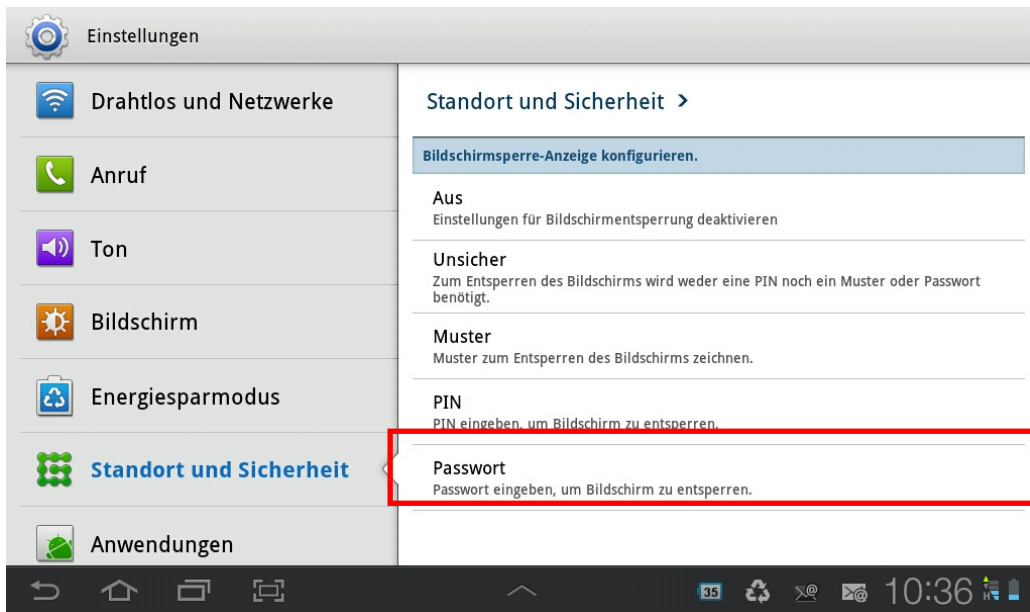 Einstellungen
Drahtlos und Netzwerke
Anruf
Ton
Bildschirm
Energiesparmodus
Standort und Sicherheit
Anwendungen
Standort und Sicherheit >
Bildschirmsperre-Anzeige konfigurieren.
Aus
Einstellungen für Bildschirmentsperrung deaktivieren
Unsicher
Zum Entsperren des Bildschirms wird weder eine PIN noch ein Muster oder Passwort
benötigt.
Muster
Muster zum Entsperren des Bildschirms zeichnen.
PIN
PIN eingeben, um Bildschirm zu entsperren.
Passwort
Passwort eingeben, um Bildschirm zu entsperren.
35
10:36
H